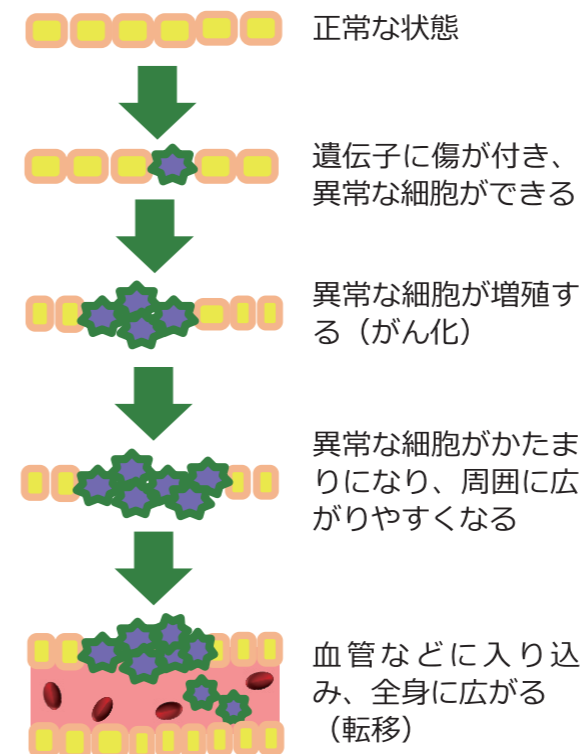 正常な状態
遺伝子に傷が付き、
異常な細胞ができる
異常な細胞が増殖す
る（がん化）
異常な細胞がかたま
りになり、周囲に広
がりやすくなる
血管などに入り込
み、全身に広がる
（転移）